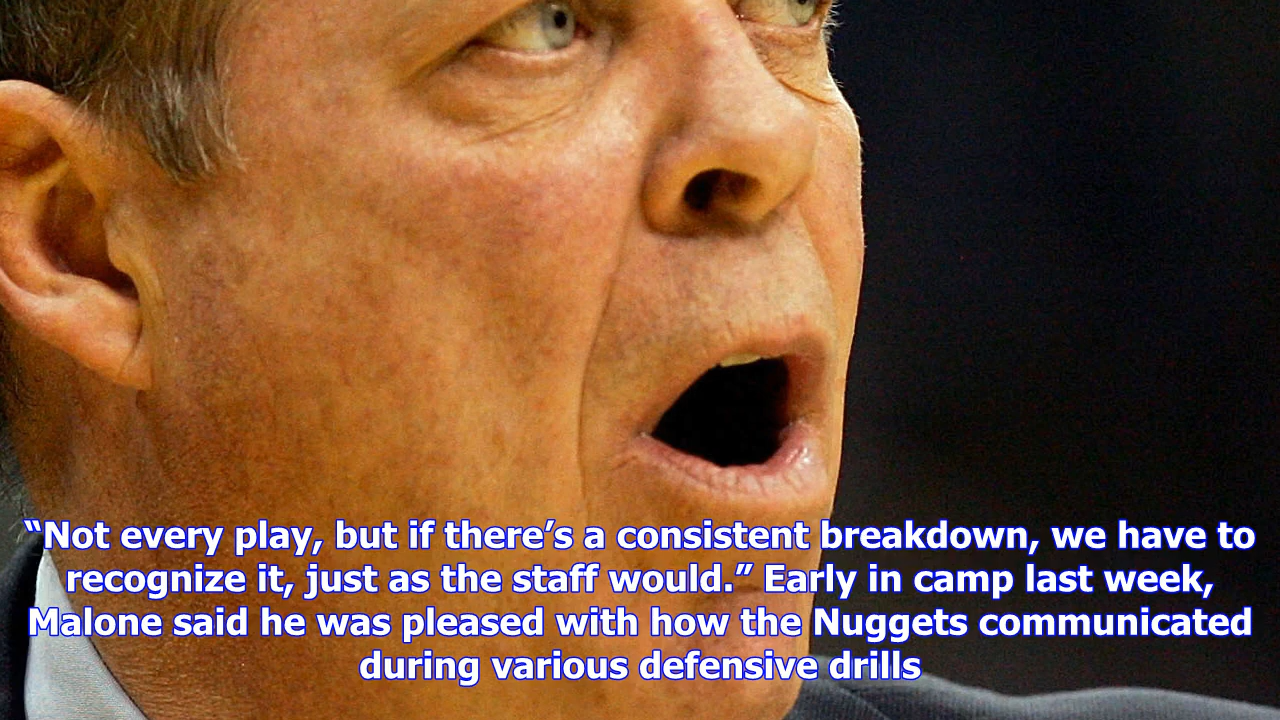 “Not every play, but if there’s a consistent breakdown, we have to
recognize it, just as the staff would.” Early in camp last week,
Malone said he was pleased with how the Nuggets communicated
during various defensive drills